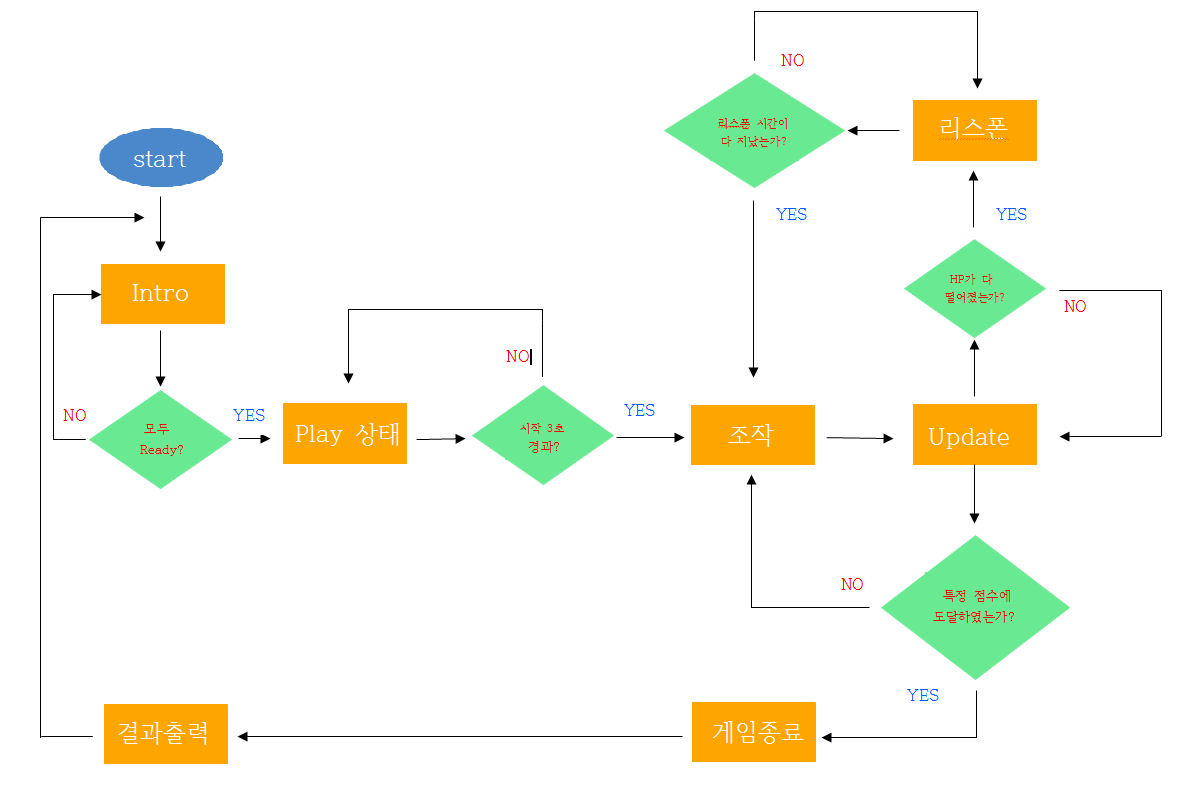 NO
리스폰 시간이
다 지났는가?
리스폰
start
YES
YES
Intro
HP가 다
떨어졌는가?
NO
NO
NO
YES
YES
모두
Ready?
Play 상태
시작 3초
경과?
조작
Update
NO
특정 점수에
도달하였는가?
YES
결과출력
게임종료